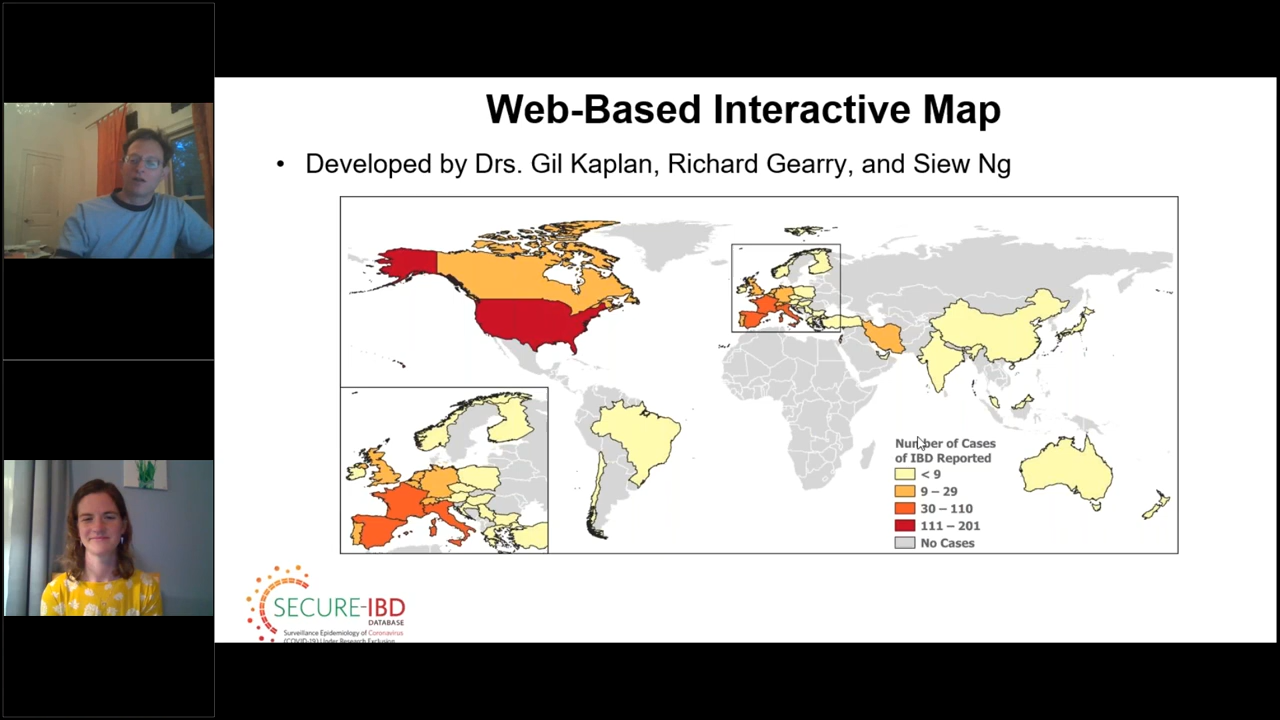 Web-Based Interactive Map
• Developed by Drs. Gil Kaplan, Richard Gearry, and Siew Ng
Number of Cases
of IBD Reported
< 9
9 – 29
30 – 110
111 – 201
No Cases
SECURE-IBD
DATABASE
Surveillance Epidemiology of Coronavirus
(COVID-19) Under Research Exclusion